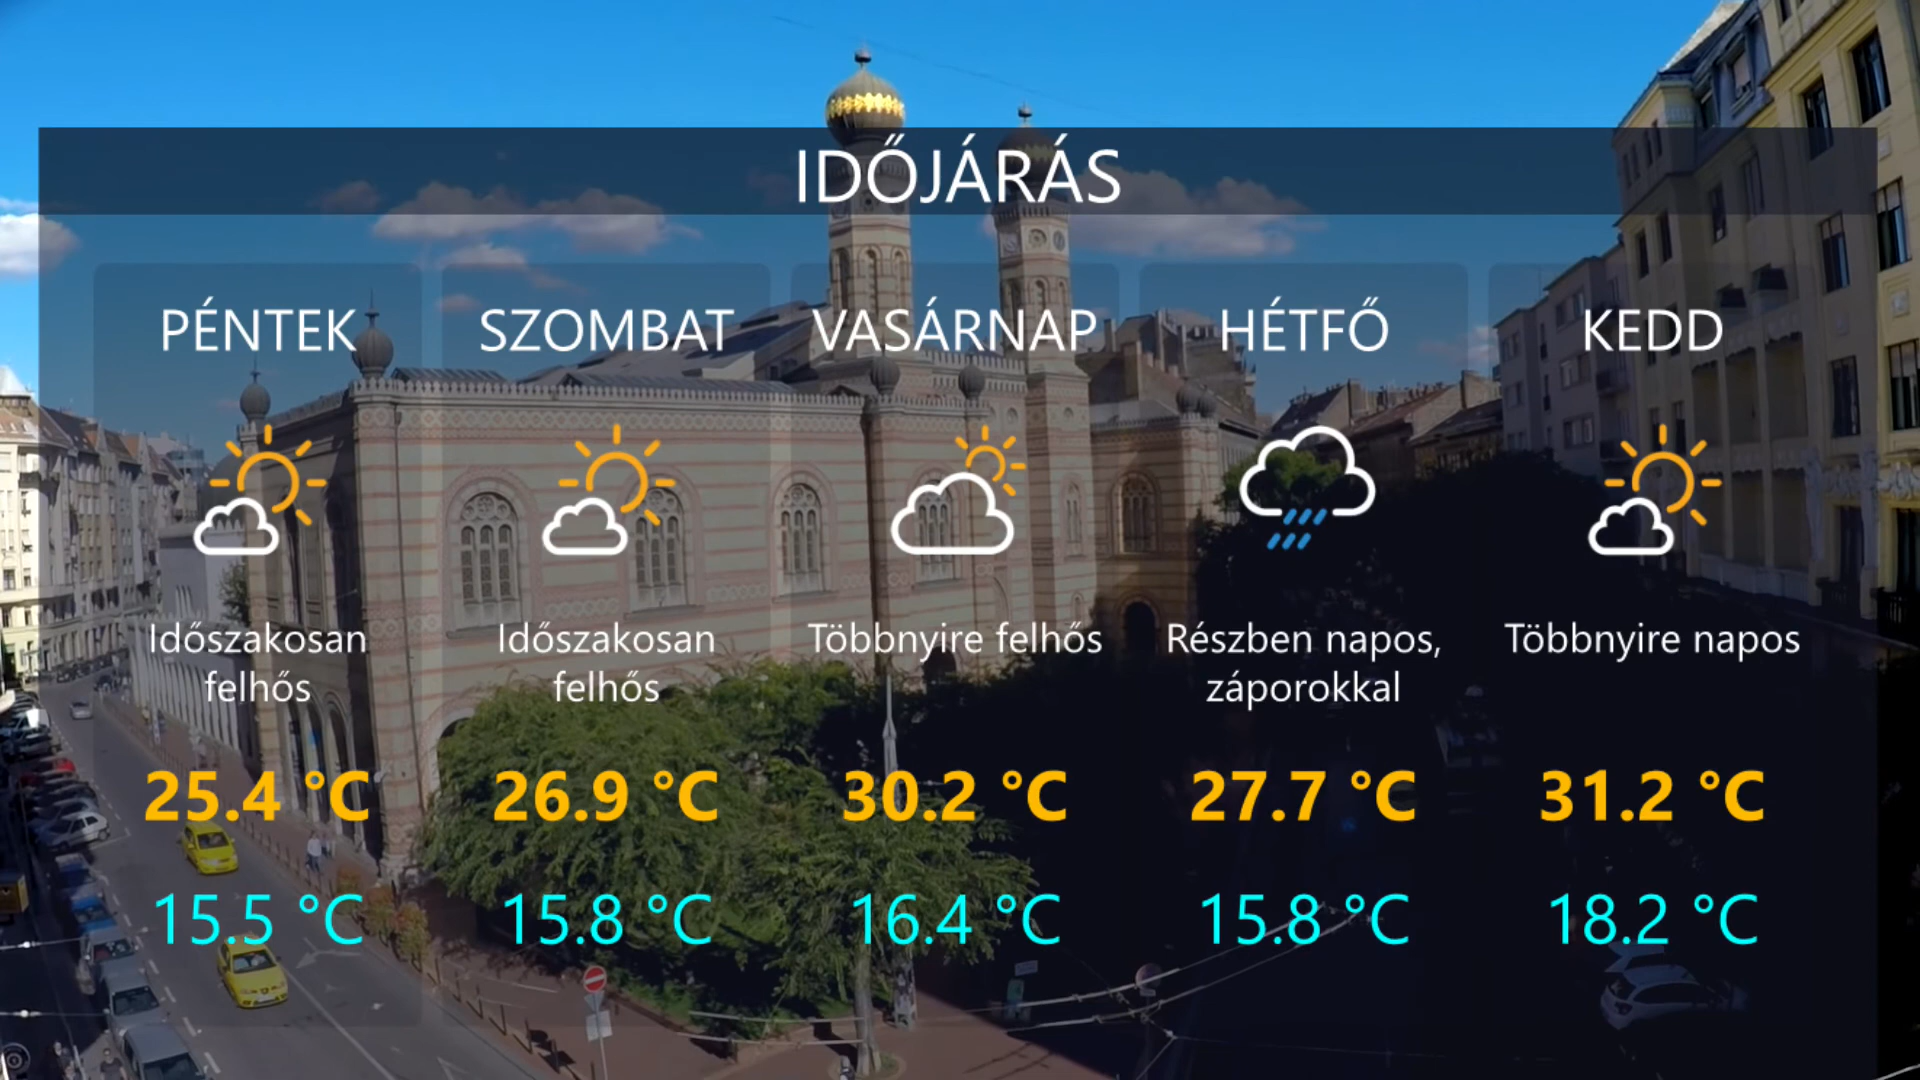 IDŐJÁRÁS
PÉNTEK
Időszakosan
felhős
25.4 °C
15.5 °C
SZOMBAT
Időszakosan
felhős
26.9 °C
15.8 °C
VASÁRNAP
Többnyire felhős
30.2 °C
16.4 °C
HÉTFŐ
Részben napos,
záporokkal
27.7 °C
15.8 °C
KEDD
Többnyire napos
31.2 °C
18.2 °C